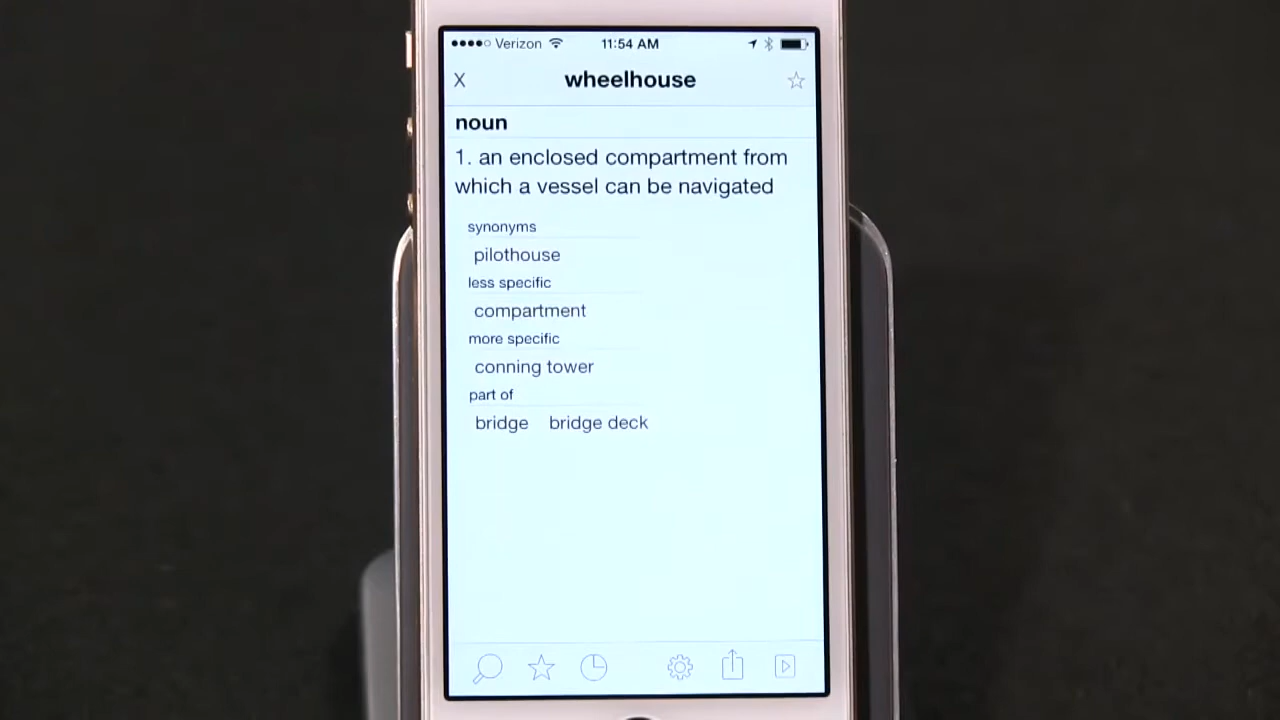 Verizon 11:54 AM
X wheelhouse
noun
1. an enclosed compartment from
which a vessel can be navigated
synonyms
pilothouse
less specific
compartment
more specific
conning tower
part of
bridge bridge deck